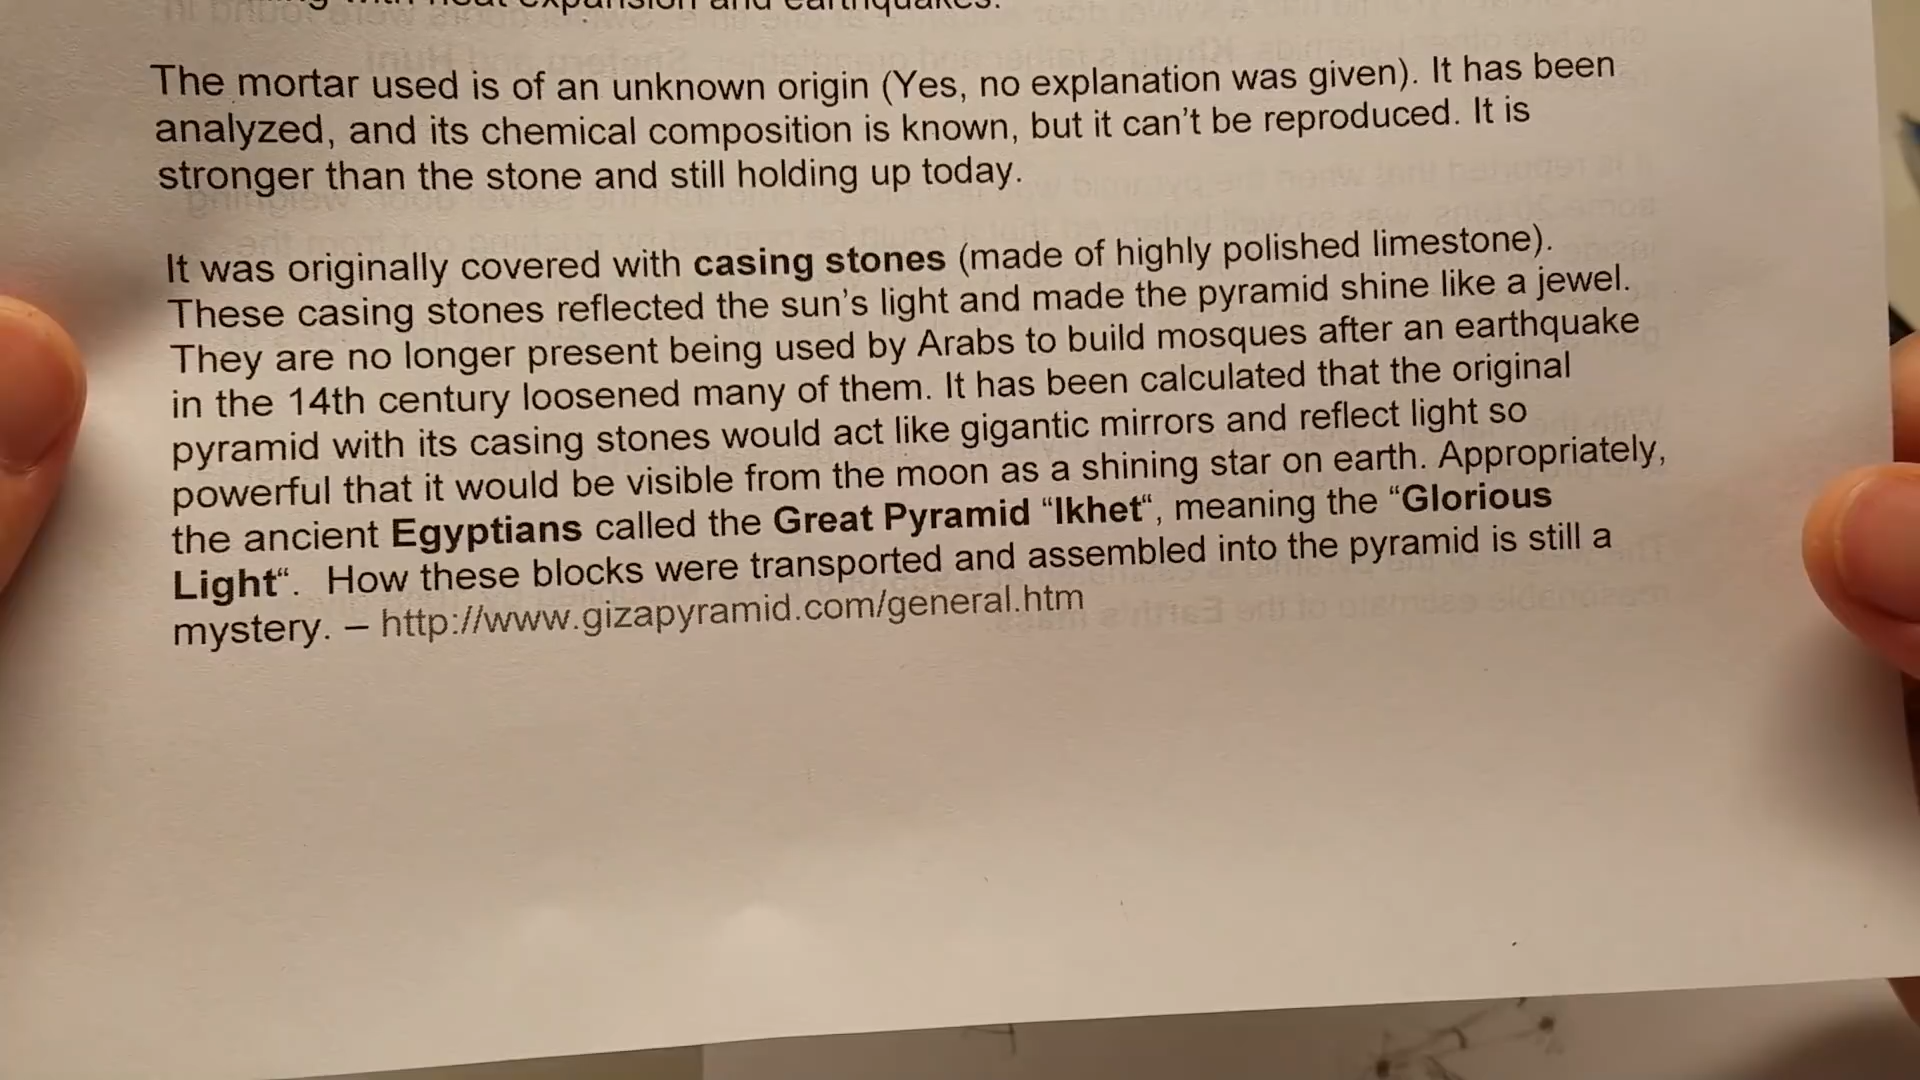 heat expansion and earthquakes.
The mortar used is of an unknown origin (Yes, no explanation was given). It has been
analyzed, and its chemical composition is known, but it can't be reproduced. It is
stronger than the stone and still holding up today.
It was originally covered with casing stones (made of highly polished limestone).
These casing stones reflected the sun's light and made the pyramid shine like a jewel.
They are no longer present being used by Arabs to build mosques after an earthquake
in the 14th century loosened many of them. It has been calculated that the original
pyramid with its casing stones would act like gigantic mirrors and reflect light so
powerful that it would be visible from the moon as a shining star on earth. Appropriately,
the ancient Egyptians called the Great Pyramid “Ikhet“, meaning the “Glorious
Light“. How these blocks were transported and assembled into the pyramid is still a
mystery. – http://www.gizapyramid.com/general.htm